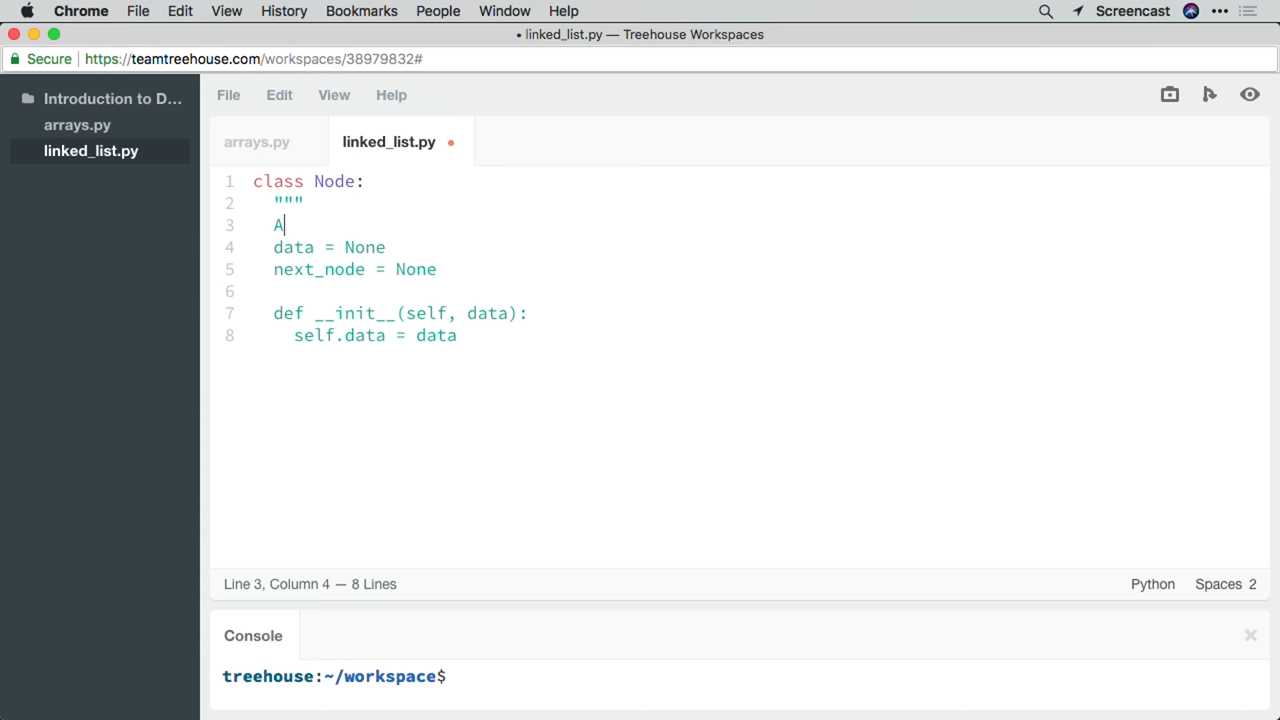 Chrome File Edit View History Bookmarks People Window Help Screencast
• linked_list.py — Treehouse Workspaces
Secure https://teamtreehouse.com/workspaces/38979832#
Introduction to D...
arrays.py
linked_list.py
File Edit View Help
arrays.py linked_list.py
1 class Node:
2 """
3 A
4 data = None
5 next_node = None
6
7 def __init__(self, data):
8 self.data = data
Line 3, Column 4 — 8 Lines Python Spaces 2
Console
treehouse:~/workspace$